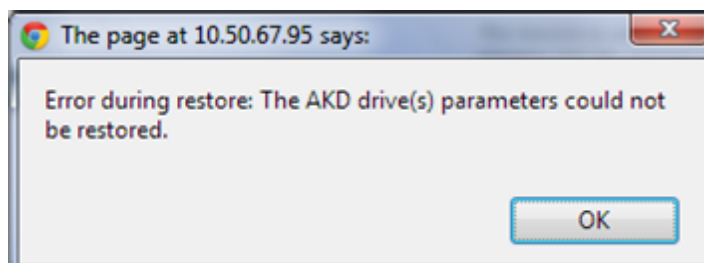 The page at 10.50.67.95 says:
Error during restore: The AKD drive(s) parameters could not
be restored.
OK